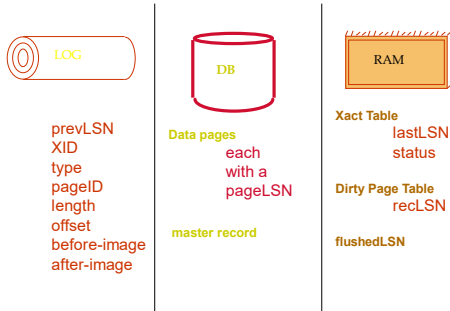 LOG
prevLSN
XID
type
pageID
length
offset
before-image
after-image
DB
Data pages
each
with a
pageLSN
master record
RAM
Xact Table
lastLSN
status
Dirty Page Table
recLSN
flushedLSN